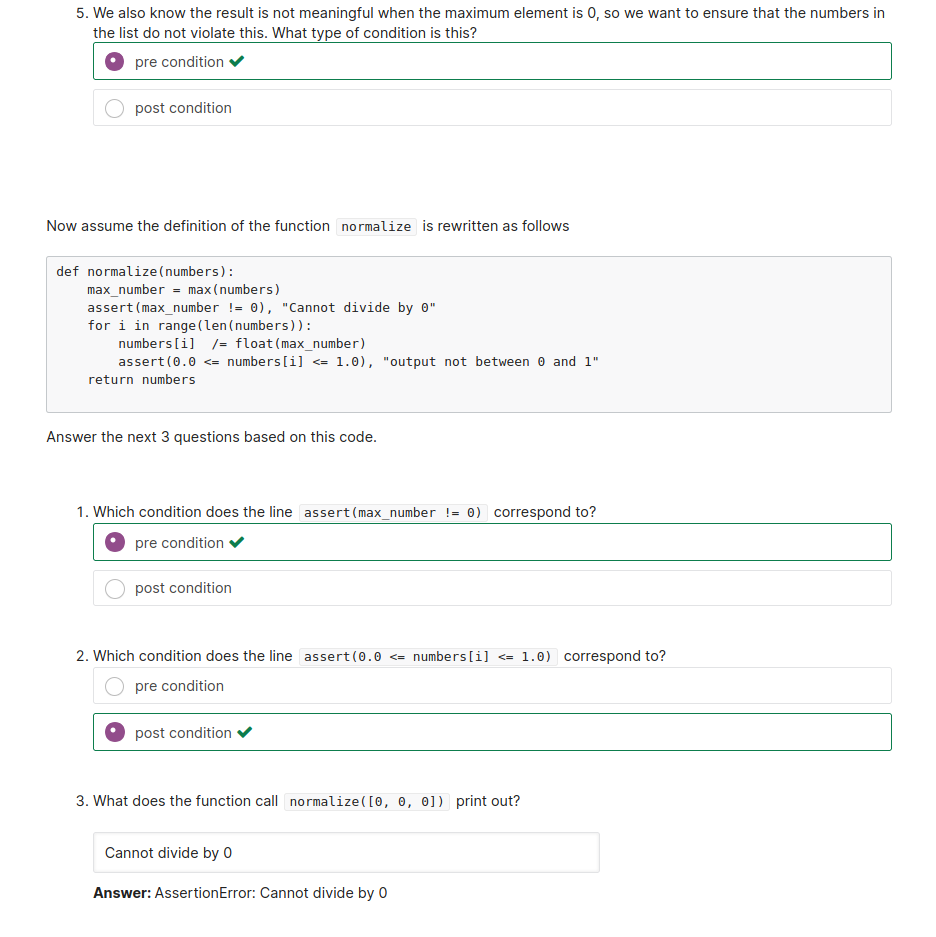 5. We also know the result is not meaningful when the maximum element is 0, so we want to ensure that the numbers in
the list do not violate this. What type of condition is this?
pre condition ✔
post condition
Now assume the definition of the function normalize is rewritten as follows
def normalize(numbers):
    max_number = max(numbers)
    assert(max_number != 0), "Cannot divide by 0"
    for i in range(len(numbers)):
        numbers[i]  /= float(max_number)
        assert(0.0 <= numbers[i] <= 1.0), "output not between 0 and 1"
    return numbers
Answer the next 3 questions based on this code.
1. Which condition does the line assert(max_number != 0) correspond to?
pre condition ✔
post condition
2. Which condition does the line assert(0.0 <= numbers[i] <= 1.0) correspond to?
pre condition
post condition ✔
3. What does the function call normalize([0, 0, 0]) print out?
Cannot divide by 0
Answer: AssertionError: Cannot divide by 0